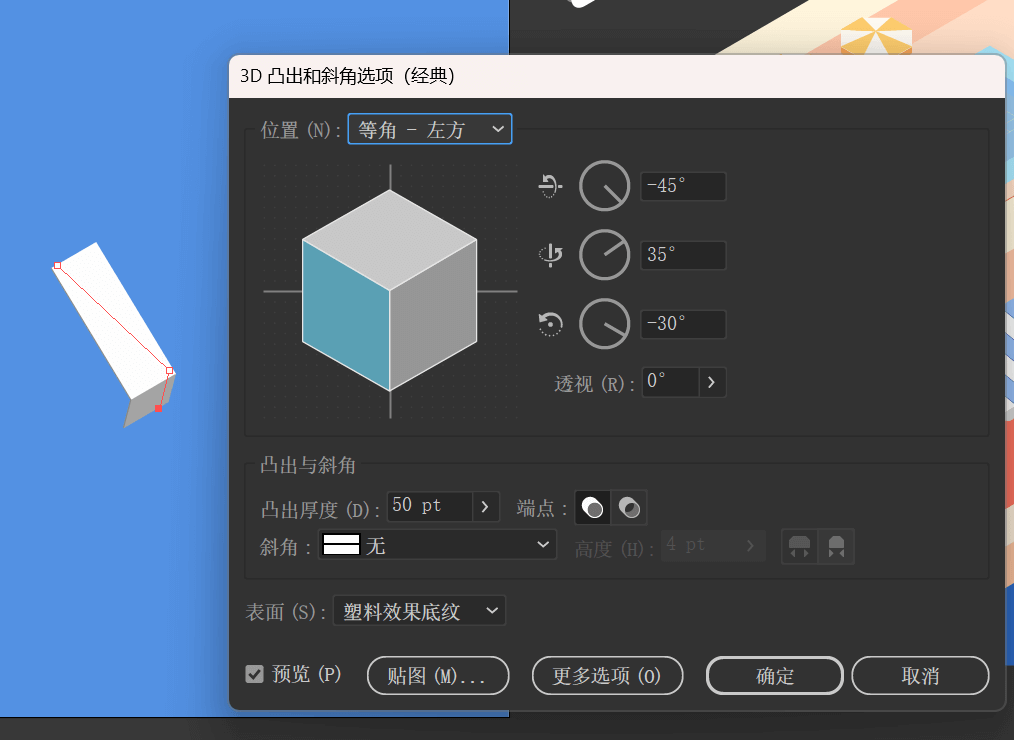 3D 凸出和斜角选项（经典）
位置 (N): 等角 - 左方
-45°
35°
-30°
透视 (R): 0°
凸出与斜角
凸出厚度 (D): 50 pt 端点：
斜角： 无 高度 (H): 4 pt
表面 (S): 塑料效果底纹
预览 (P) 贴图 (M)... 更多选项 (O) 确定 取消